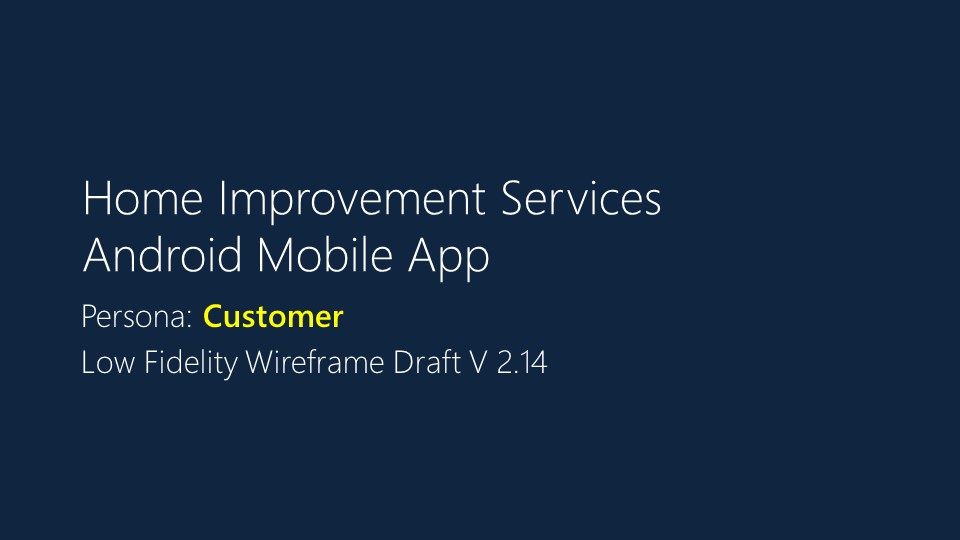 Home Improvement Services
Android Mobile App
Persona: Customer
Low Fidelity Wireframe Draft V 2.14